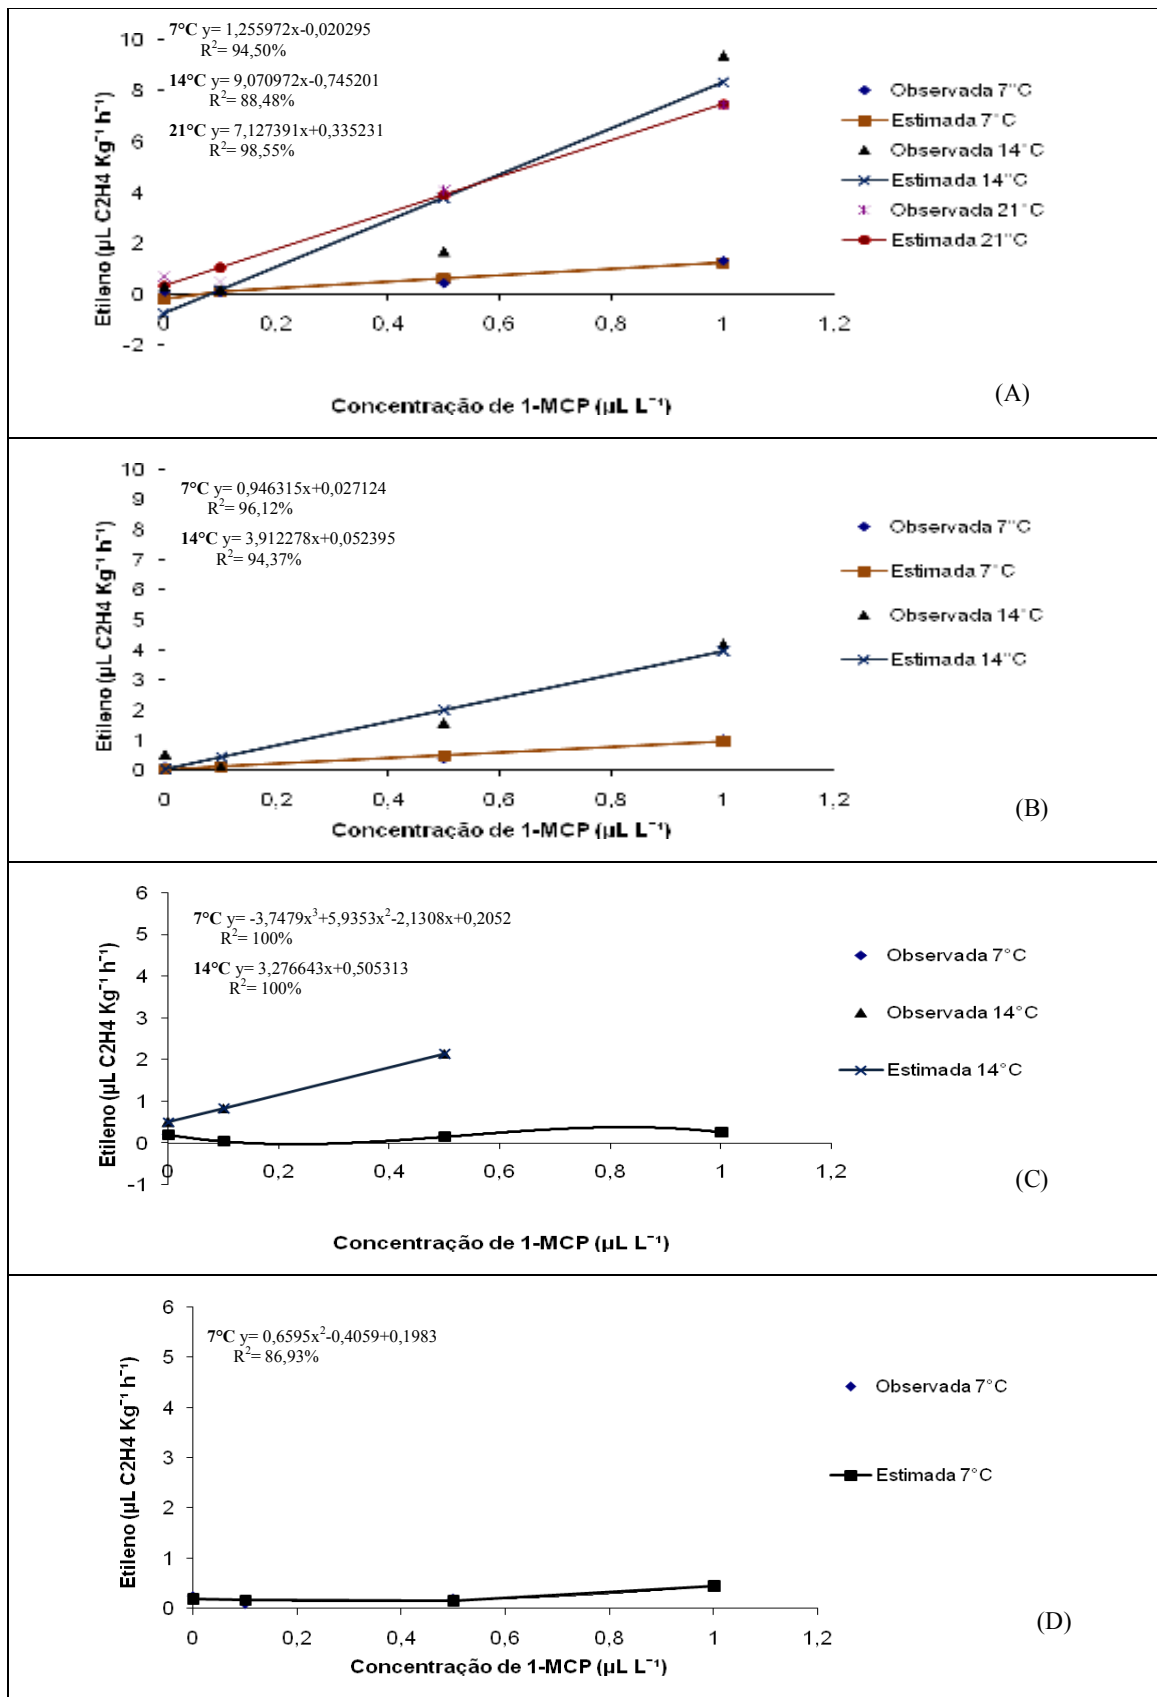 7°C y= 1,255972x-0,020295
R²= 94,50%
14°C y= 9,070972x-0,745201
R²= 88,48%
21°C y= 7,127391x+0,335231
R²= 98,55%
10
8
6
4
2
0
-2
0 0,2 0,4 0,6 0,8 1 1,2
Etileno (µL C2H4 Kg⁻¹ h⁻¹)
Concentração de 1-MCP (µL L⁻¹)
Observada 7°C
Estimada 7°C
Observada 14°C
Estimada 14°C
Observada 21°C
Estimada 21°C
(A)
7°C y= 0,946315x+0,027124
R²= 96,12%
14°C y= 3,912278x+0,052395
R²= 94,37%
10
9
8
7
6
5
4
3
2
1
0
0 0,2 0,4 0,6 0,8 1 1,2
Etileno (µL C2H4 Kg⁻¹ h⁻¹)
Concentração de 1-MCP (µL L⁻¹)
Observada 7°C
Estimada 7°C
Observada 14°C
Estimada 14°C
(B)
7°C y= -3,7479x³+5,9353x²-2,1308x+0,2052
R²= 100%
14°C y= 3,276643x+0,505313
R²= 100%
6
5
4
3
2
1
0
-1
0 0,2 0,4 0,6 0,8 1 1,2
Etileno (µL C2H4 Kg⁻¹ h⁻¹)
Concentração de 1-MCP (µL L⁻¹)
Observada 7°C
Observada 14°C
Estimada 14°C
(C)
7°C y= 0,6595x²-0,4059+0,1983
R²= 86,93%
6
5
4
3
2
1
0
0 0,2 0,4 0,6 0,8 1 1,2
Etileno (µL C2H4 Kg⁻¹ h⁻¹)
Concentração de 1-MCP (µL L⁻¹)
Observada 7°C
Estimada 7°C
(D)